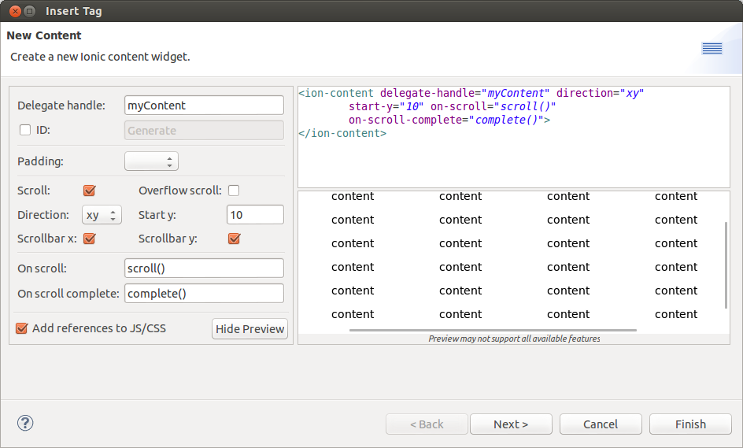 Insert Tag
New Content
Create a new Ionic content widget.
Delegate handle: myContent
ID: Generate
Padding:
Scroll: Overflow scroll:
Direction: xy Start y: 10
Scrollbar x: Scrollbar y:
On scroll: scroll()
On scroll complete: complete()
Add references to JS/CSS Hide Preview
<ion-content delegate-handle="myContent" direction="xy"
start-y="10" on-scroll="scroll()"
on-scroll-complete="complete()">
</ion-content>
content content content content
content content content content
content content content content
content content content content
content content content content
content content content content
Preview may not support all available features
? < Back Next > Cancel Finish